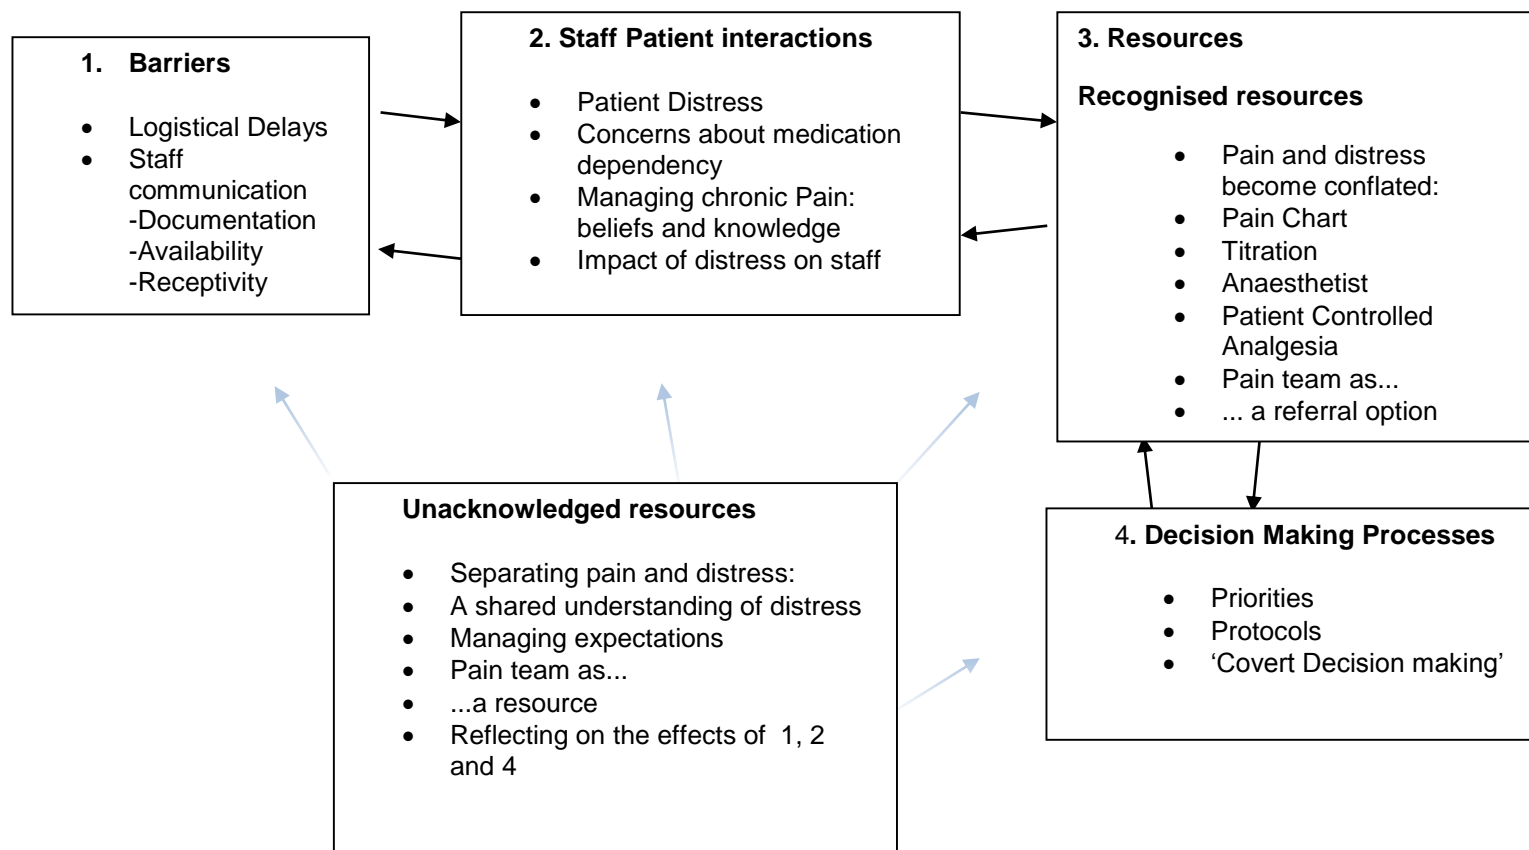 1. Barriers
• Logistical Delays
• Staff
communication
-Documentation
-Availability
-Receptivity
2. Staff Patient interactions
• Patient Distress
• Concerns about medication
dependency
• Managing chronic Pain:
beliefs and knowledge
• Impact of distress on staff
3. Resources
Recognised resources
• Pain and distress
become conflated:
• Pain Chart
• Titration
• Anaesthetist
• Patient Controlled
Analgesia
• Pain team as...
• ... a referral option
Unacknowledged resources
• Separating pain and distress:
• A shared understanding of distress
• Managing expectations
• Pain team as...
• ...a resource
• Reflecting on the effects of 1, 2
and 4
4. Decision Making Processes
• Priorities
• Protocols
• ‘Covert Decision making’